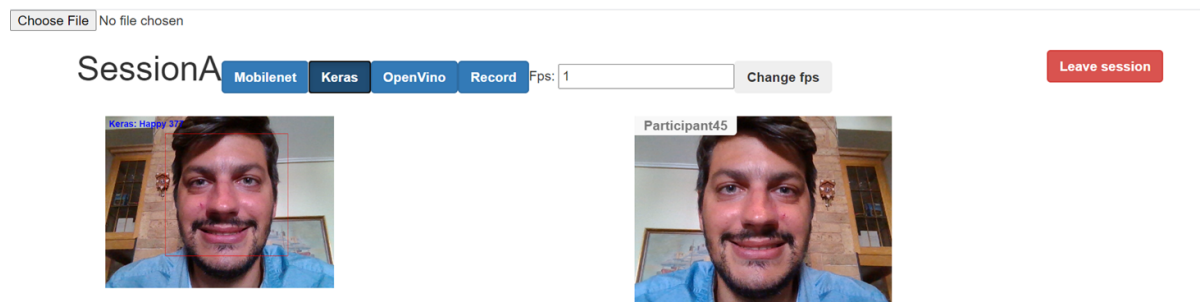 Choose File No file chosen
SessionA Mobilenet Keras OpenVino Record Fps: 1 Change fps Leave session
Keras: Happy
Participant45